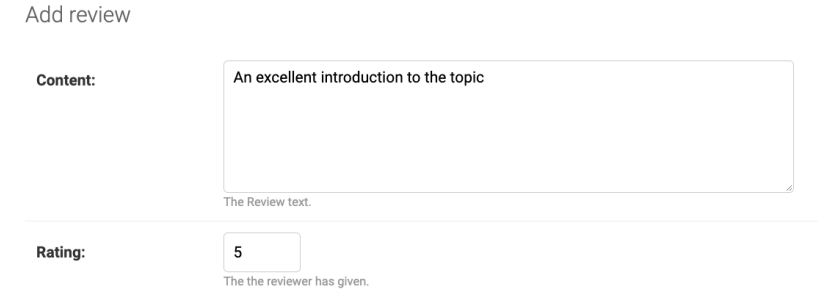 Add review
Content:
An excellent introduction to the topic
The Review text.
Rating:
5
The the reviewer has given.